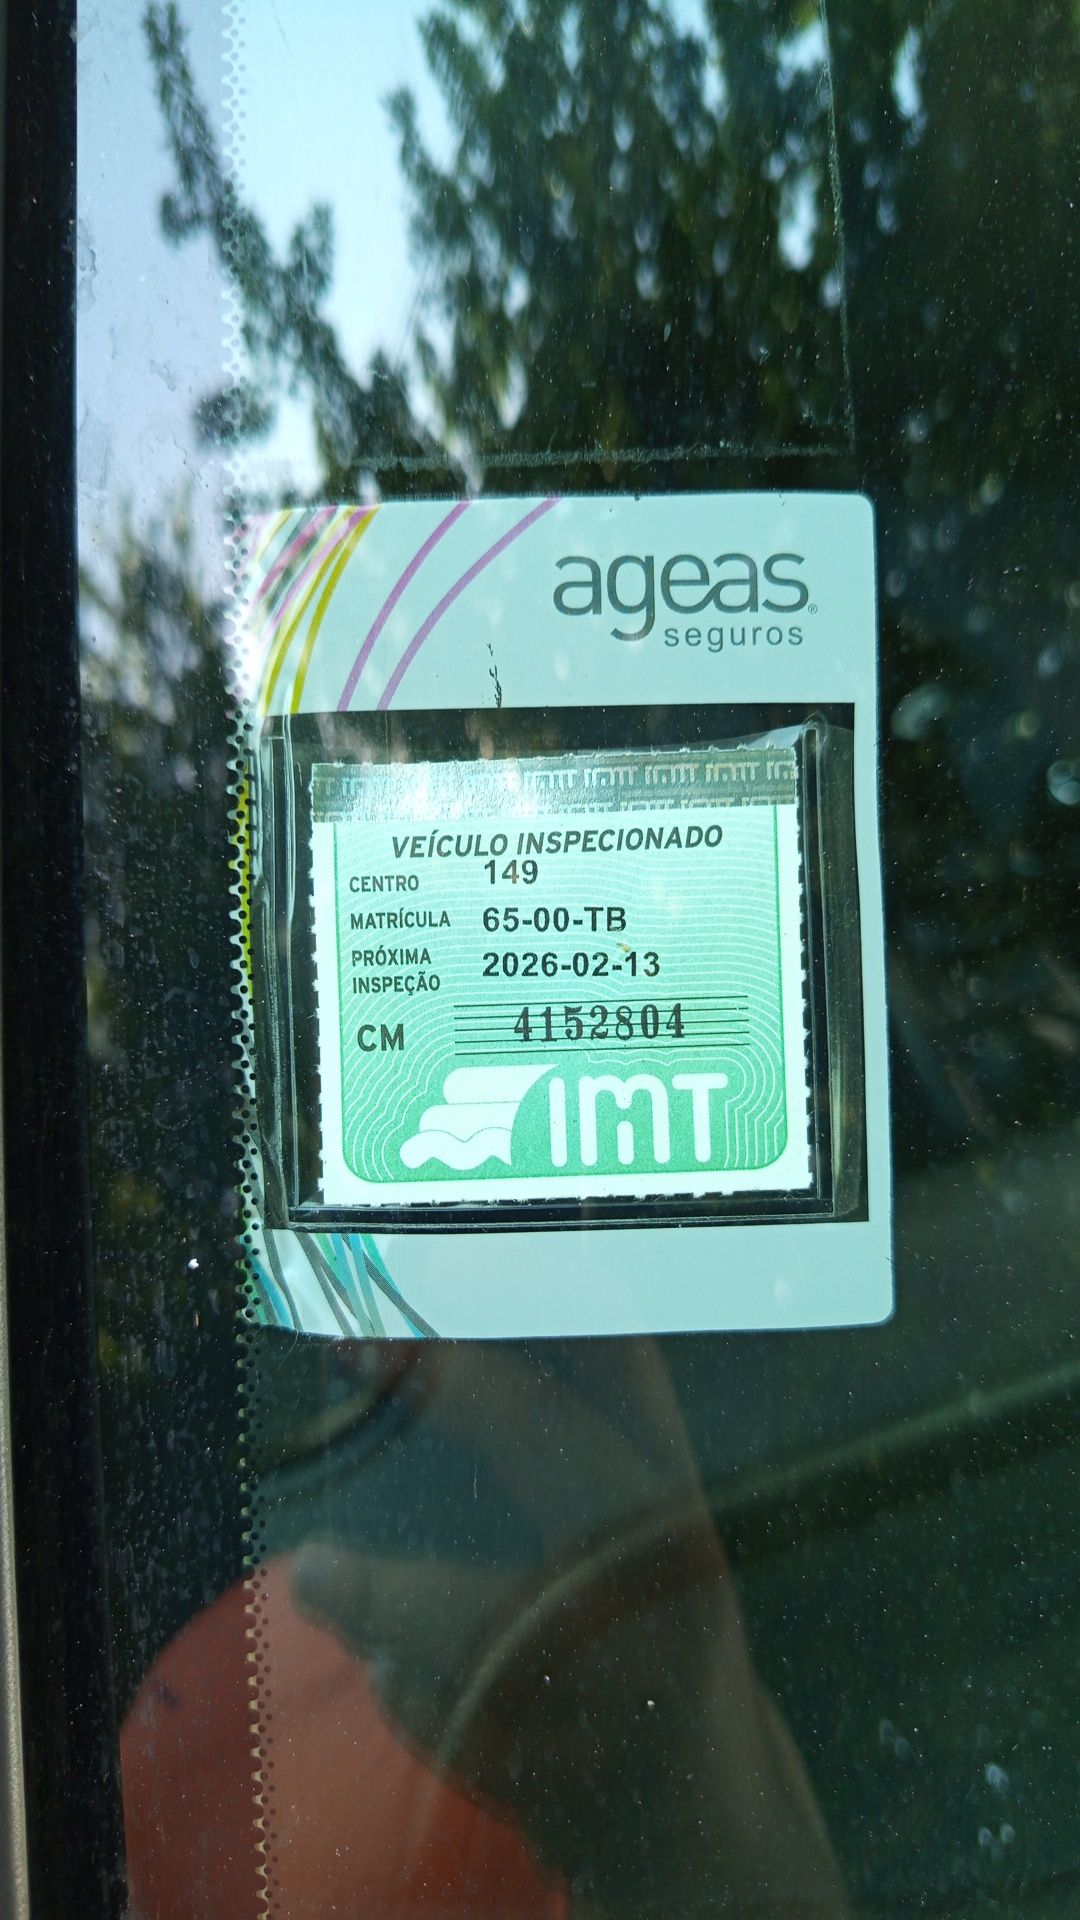 ageas®
seguros
VEÍCULO INSPECIONADO
CENTRO 149
MATRÍCULA 65-00-TB
PRÓXIMA
INSPEÇÃO 2026-02-13
CM 4152804
IMT